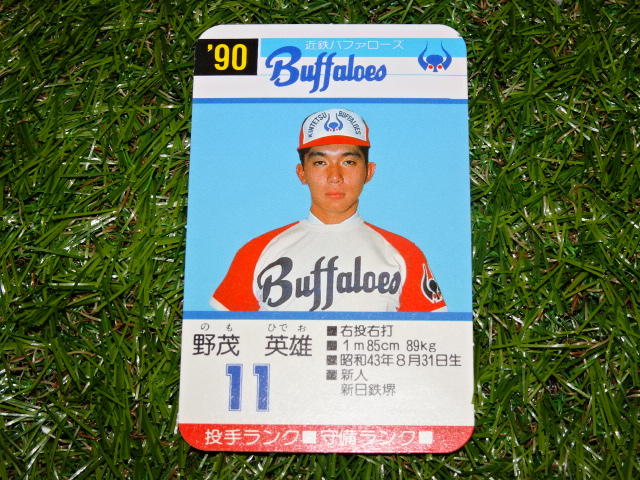 '90
近鉄バファローズ
Buffaloes
KINTETSU BUFFALOES
Buffaloes
のも ひでお
野茂 英雄
11
右投右打
1m85cm 89kg
昭和43年8月31日生
新人
新日鉄堺
投手ランク■ 守備ランク■